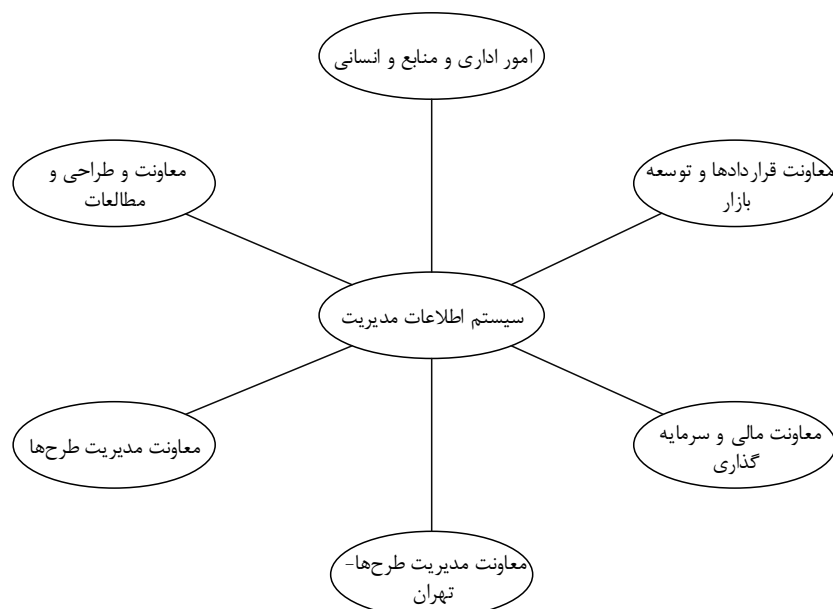 امور اداری و منابع و انسانی
معاونت قراردادها و توسعه
بازار
معاونت و طراحی و
مطالعات
سیستم اطلاعات مدیریت
معاونت مالی و سرمایه
گذاری
معاونت مدیریت طرح‌ها
معاونت مدیریت طرح‌ها-
تهران